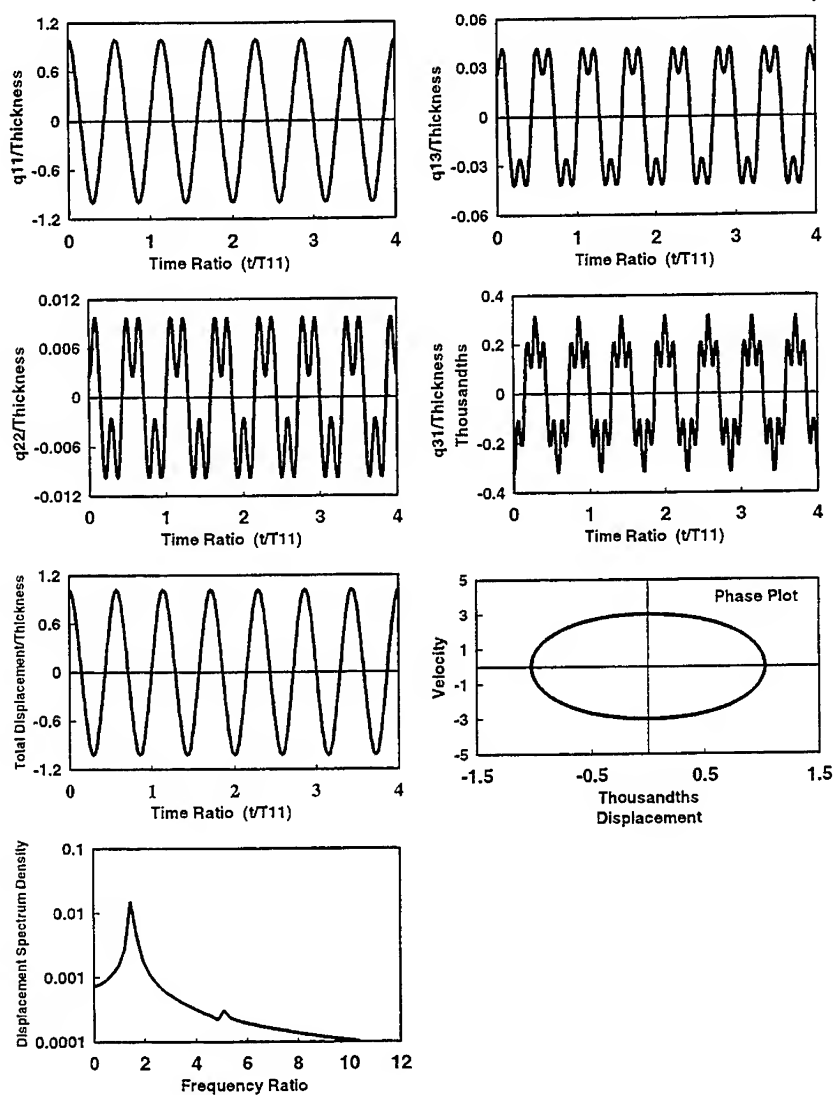 1.2
0.6
0
-0.6
-1.2
q11/Thickness
0 1 2 3 4
Time Ratio (t/T11)
0.06
0.03
0
-0.03
-0.06
q13/Thickness
0 1 2 3 4
Time Ratio (t/T11)
0.012
0.006
0
-0.006
-0.012
q22/Thickness
0 1 2 3 4
Time Ratio (t/T11)
0.4
0.2
0
-0.2
-0.4
q31/Thickness
Thousandths
0 1 2 3 4
Time Ratio (t/T11)
1.2
0.6
0
-0.6
-1.2
Total Displacement/Thickness
0 1 2 3 4
Time Ratio (t/T11)
5
3
1
-1
-3
-5
Velocity
Phase Plot
-1.5 -0.5 0.5 1.5
Thousandths
Displacement
0.1
0.01
0.001
0.0001
Displacement Spectrum Density
0 2 4 6 8 10 12
Frequency Ratio